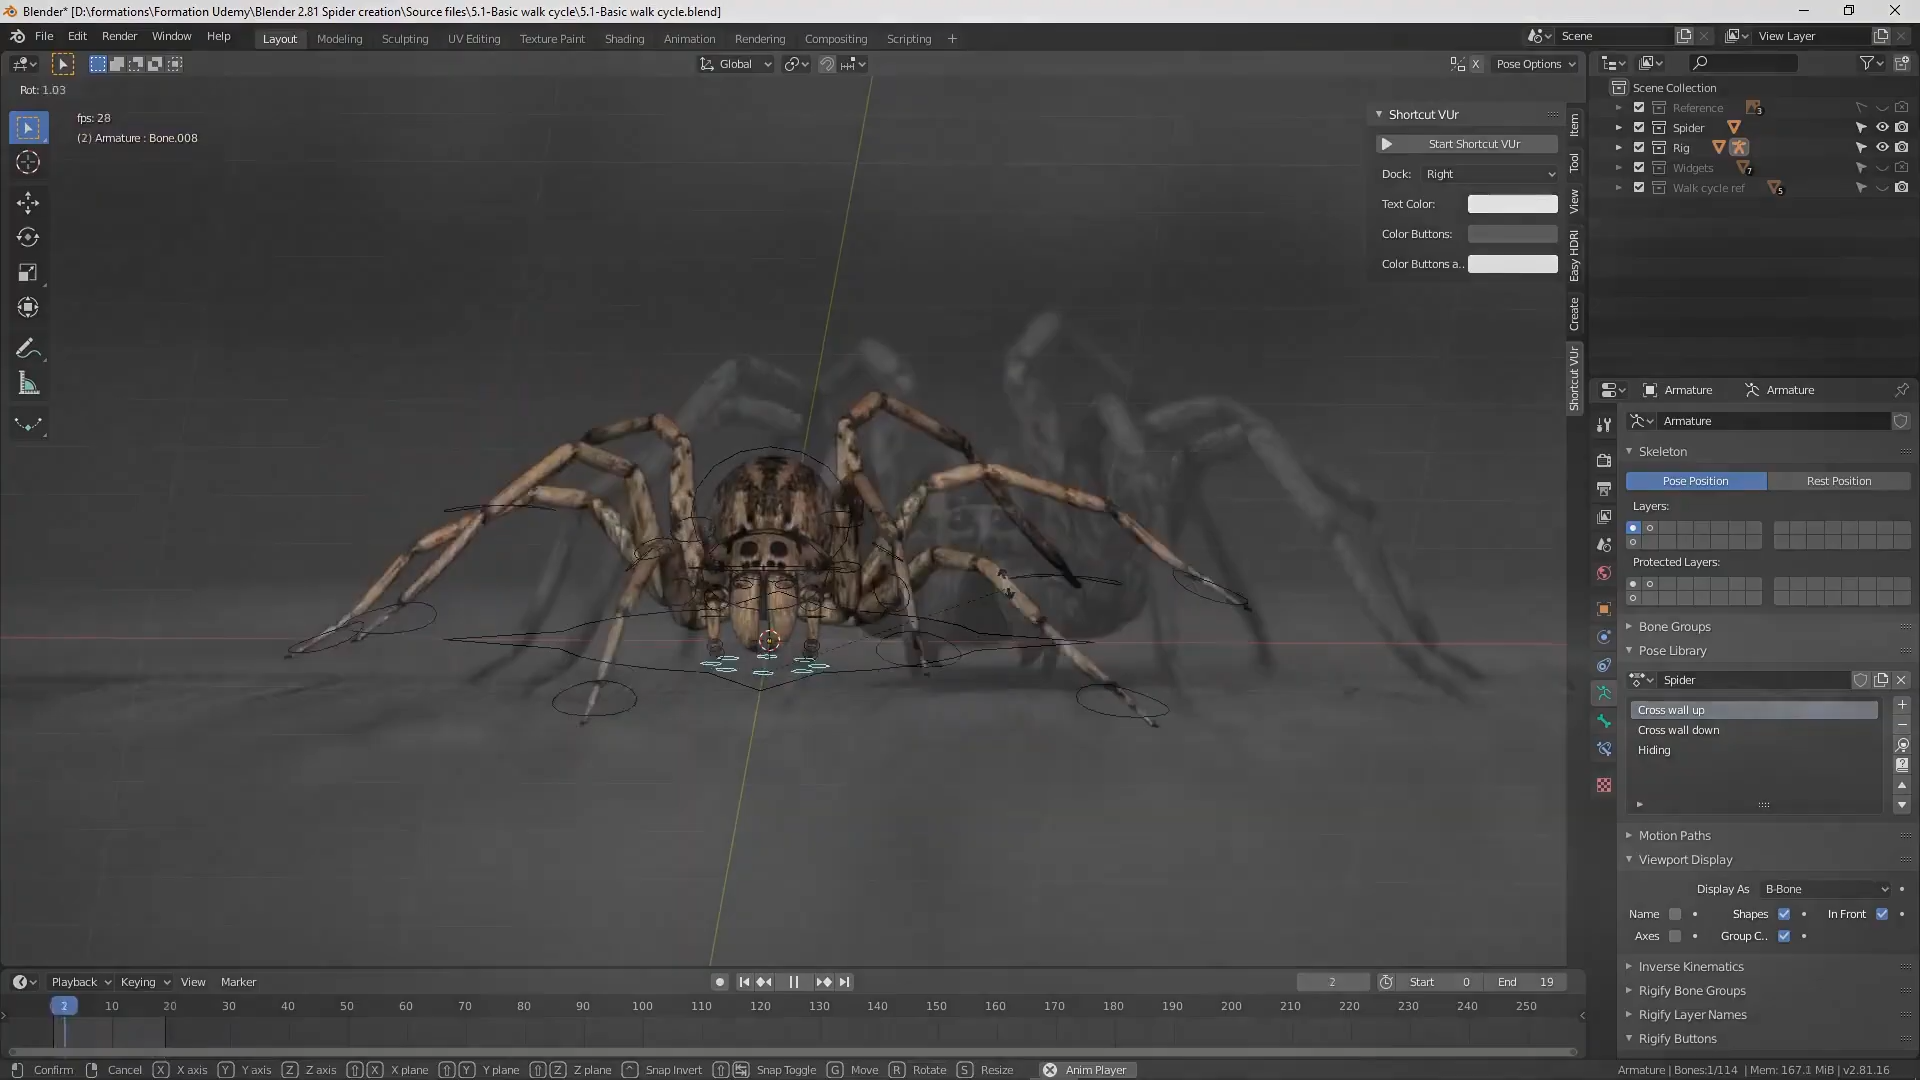 Blender* [D:\formations\Formation Udemy\Blender 2.81 Spider creation\Source files\5.1-Basic walk cycle\5.1-Basic walk cycle.blend]
File Edit Render Window Help Layout Modeling Sculpting UV Editing Texture Paint Shading Animation Rendering Compositing Scripting + Scene View Layer
Global X Pose Options
Rot: 1.03
fps: 28
(2) Armature : Bone.008
Shortcut VUr
Start Shortcut VUr
Dock: Right
Text Color:
Color Buttons:
Color Buttons a..
Item
Tool
View
Easy HDRI
Create
Shortcut VUr
Scene Collection
Reference 3
Spider
Rig
Widgets 7
Walk cycle ref 5
Armature Armature
Armature
Skeleton
Pose Position Rest Position
Layers:
Protected Layers:
Bone Groups
Pose Library
Spider
Cross wall up
Cross wall down
Hiding
Motion Paths
Viewport Display
Display As B-Bone
Name Shapes In Front
Axes Group C..
Inverse Kinematics
Rigify Bone Groups
Rigify Layer Names
Rigify Buttons
Playback Keying View Marker 2 Start 0 End 19
2 10 20 30 40 50 60 70 80 90 100 110 120 130 140 150 160 170 180 190 200 210 220 230 240 250
Confirm Cancel X X axis Y Y axis Z Z axis X X plane Y Y plane Z Z plane Snap Invert Snap Toggle G Move R Rotate S Resize Anim Player Armature | Bones:1/114 | Mem: 167.1 MiB | v2.81.16